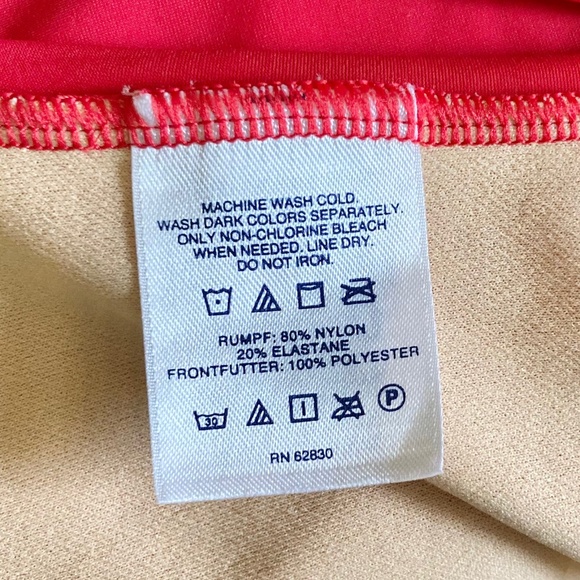 MACHINE WASH COLD.
WASH DARK COLORS SEPARATELY.
ONLY NON-CHLORINE BLEACH
WHEN NEEDED. LINE DRY.
DO NOT IRON.
RUMPF: 80% NYLON
20% ELASTANE
FRONTFUTTER: 100% POLYESTER
30 P
RN 62830